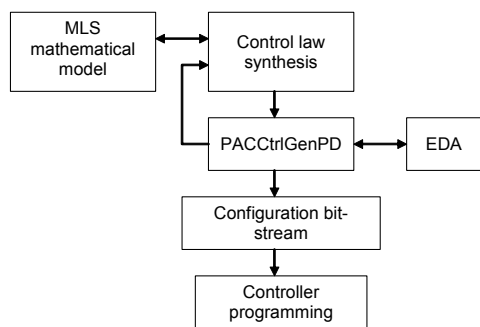 MLS
mathematical
model
Control law
synthesis
PACCtrlGenPD
EDA
Configuration bit-
stream
Controller
programming